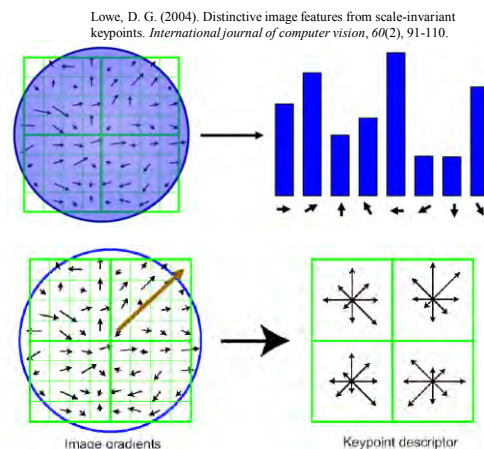 Lowe, D. G. (2004). Distinctive image features from scale-invariant
keypoints. International journal of computer vision, 60(2), 91-110.
Image gradients
Keypoint descriptor